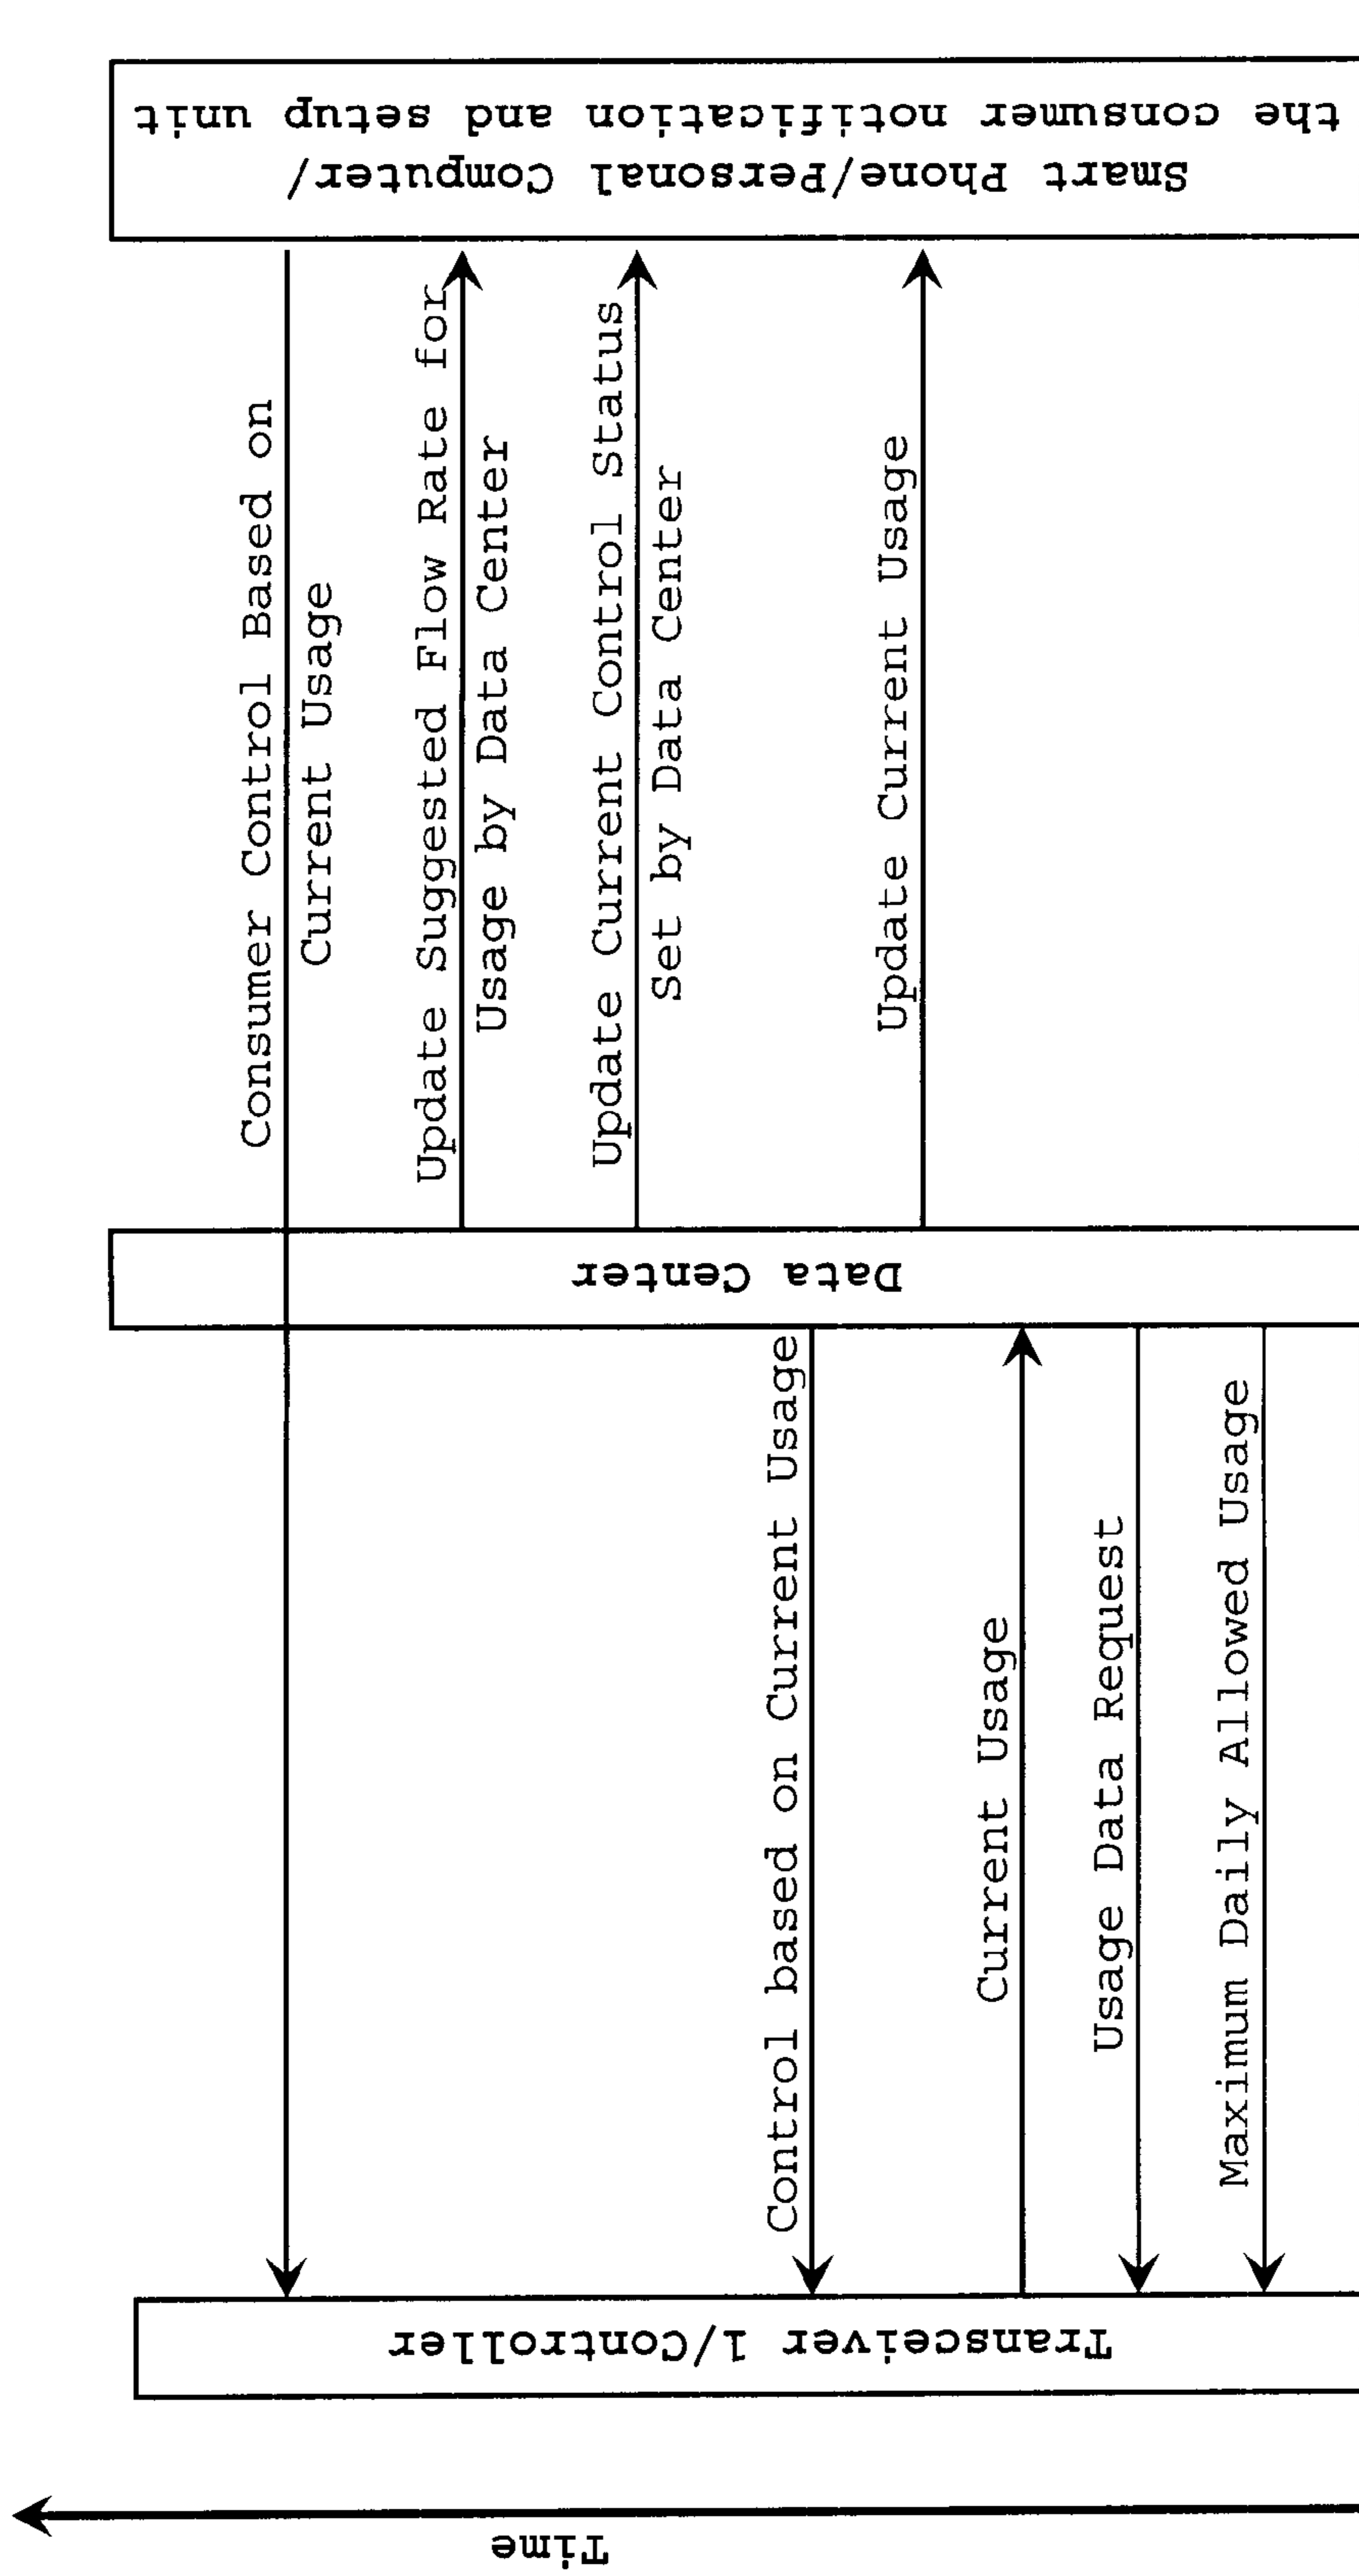 Smart Phone/Personal Computer/
the consumer notification and setup unit
Consumer Control Based on
Current Usage
Update Suggested Flow Rate for
Usage by Data Center
Update Current Control Status
Set by Data Center
Update Current Usage
Data Center
Control based on Current Usage
Current Usage
Usage Data Request
Maximum Daily Allowed Usage
Transceiver 1/Controller
Time